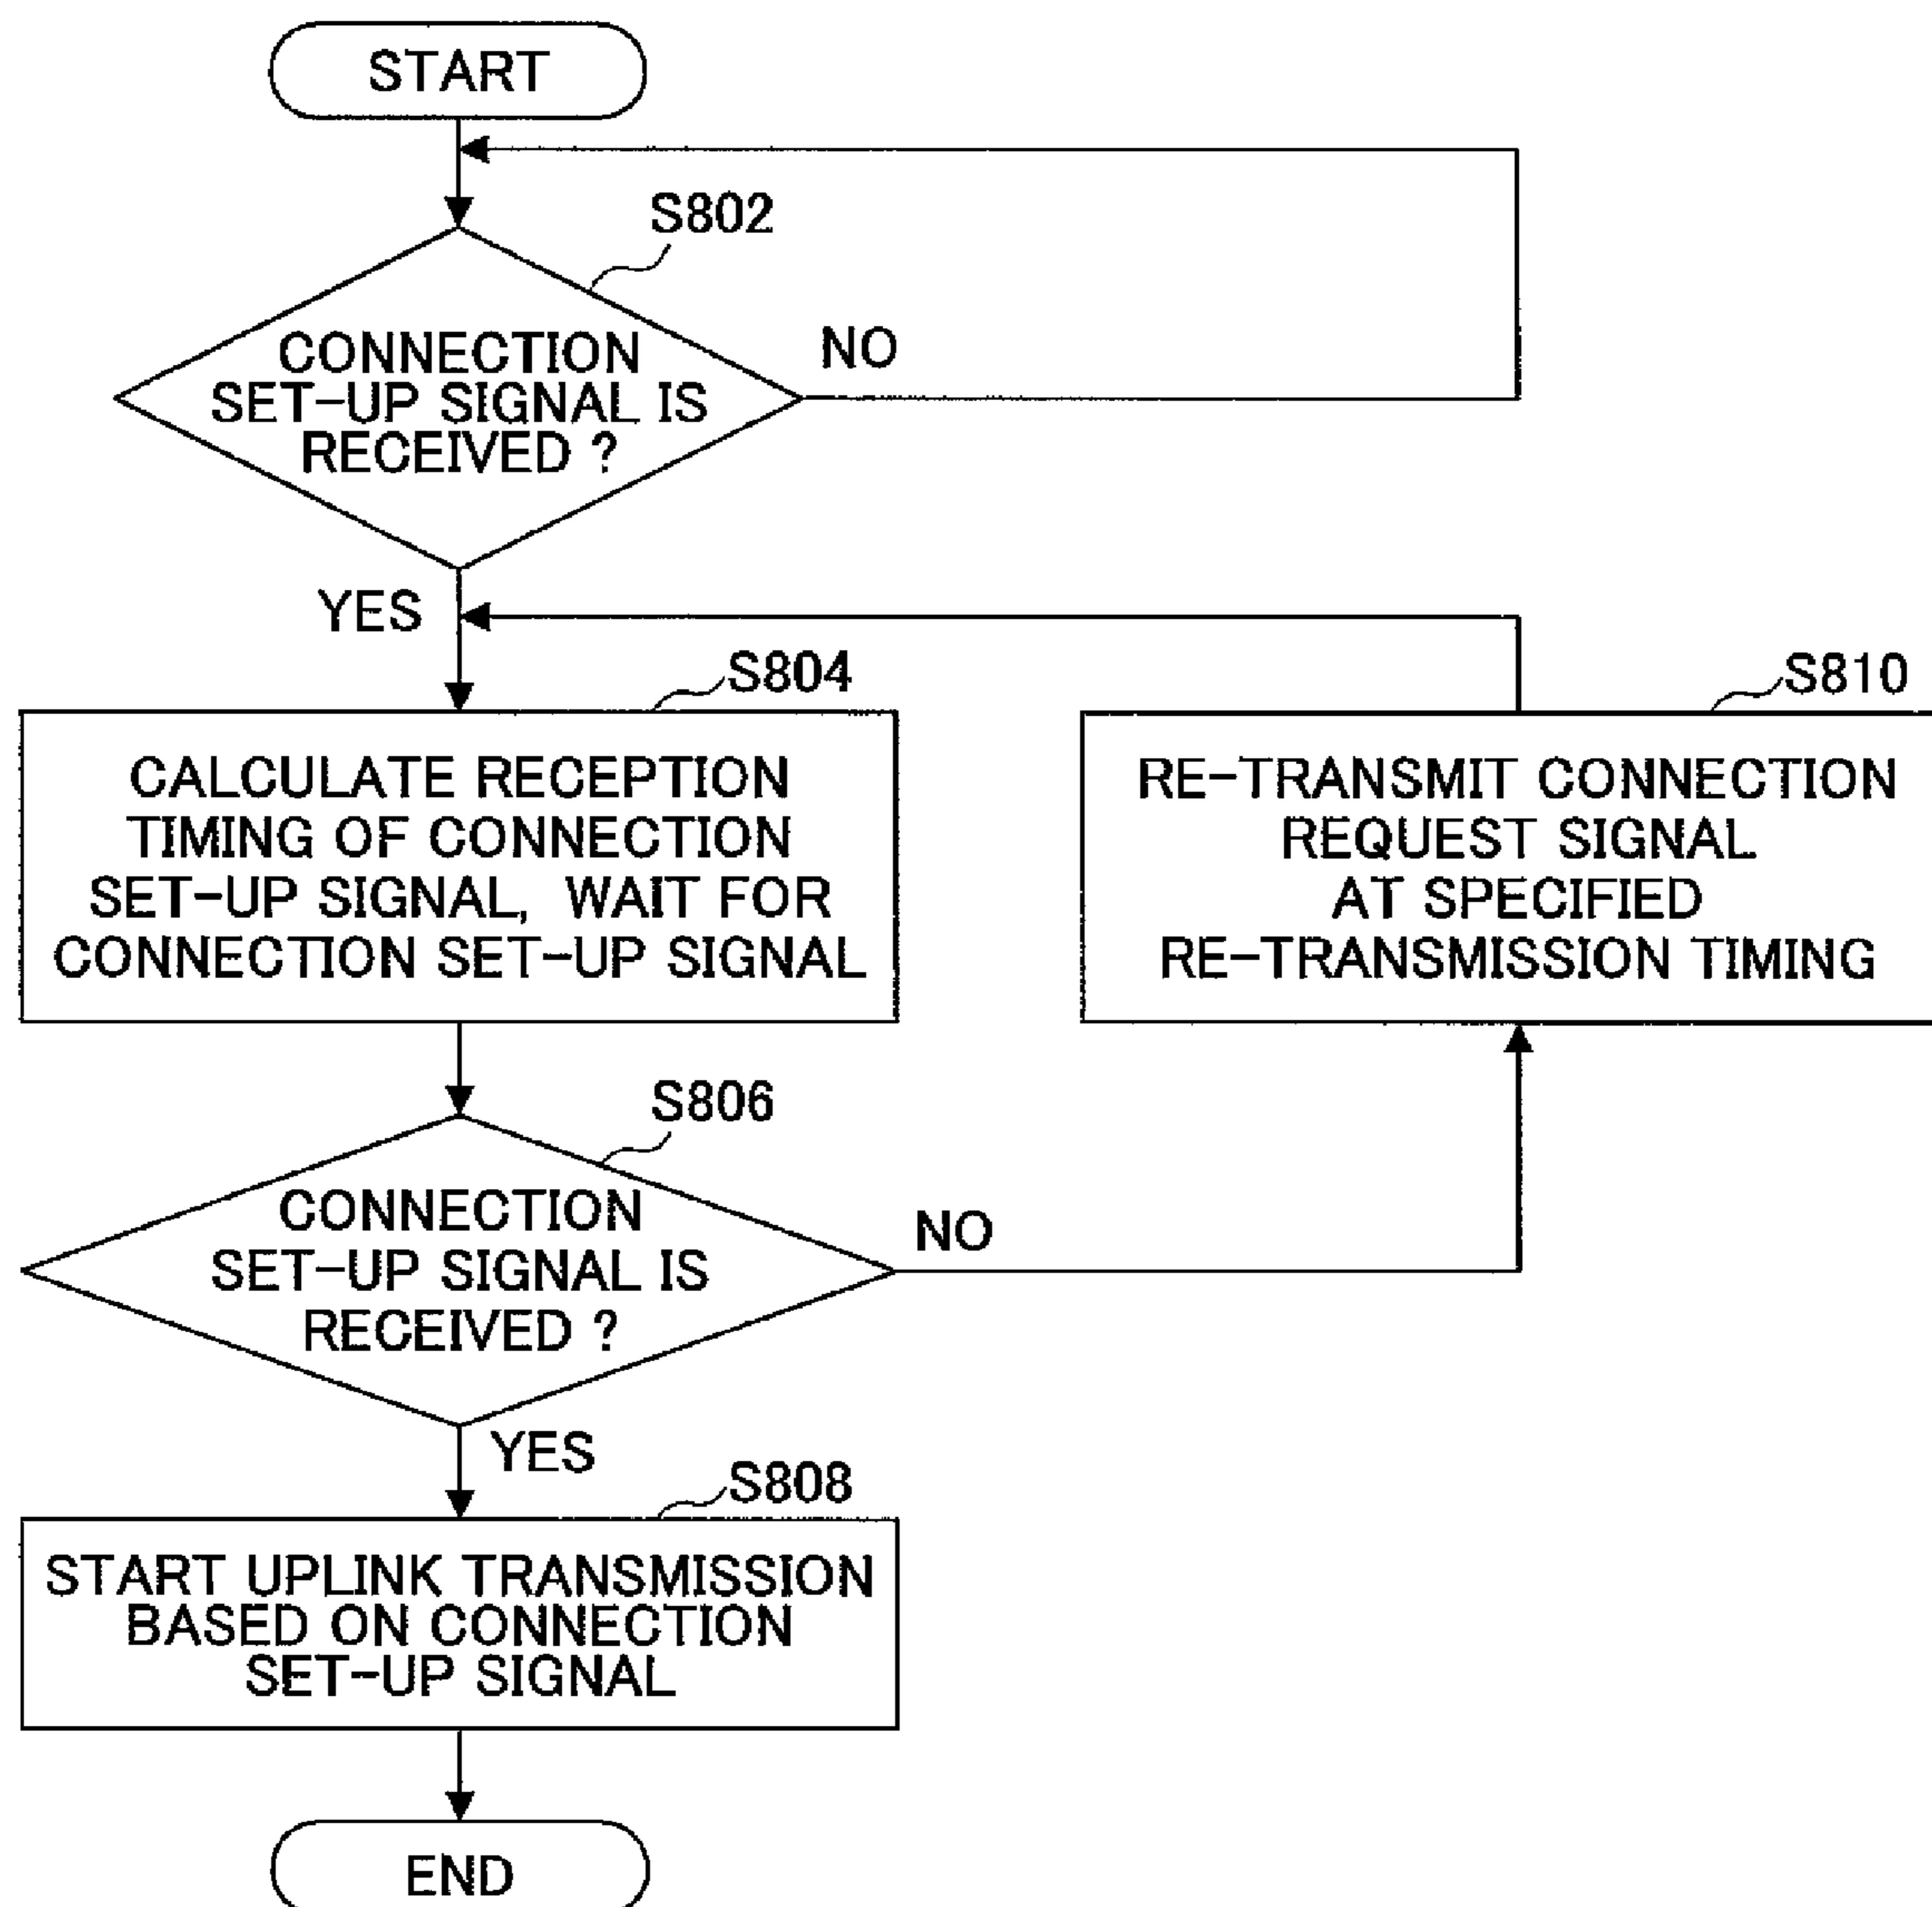 START
S802
CONNECTION
SET-UP SIGNAL IS
RECEIVED ?
NO
YES
S804
CALCULATE RECEPTION
TIMING OF CONNECTION
SET-UP SIGNAL, WAIT FOR
CONNECTION SET-UP SIGNAL
S810
RE-TRANSMIT CONNECTION
REQUEST SIGNAL
AT SPECIFIED
RE-TRANSMISSION TIMING
S806
CONNECTION
SET-UP SIGNAL IS
RECEIVED ?
NO
YES
S808
START UPLINK TRANSMISSION
BASED ON CONNECTION
SET-UP SIGNAL
END